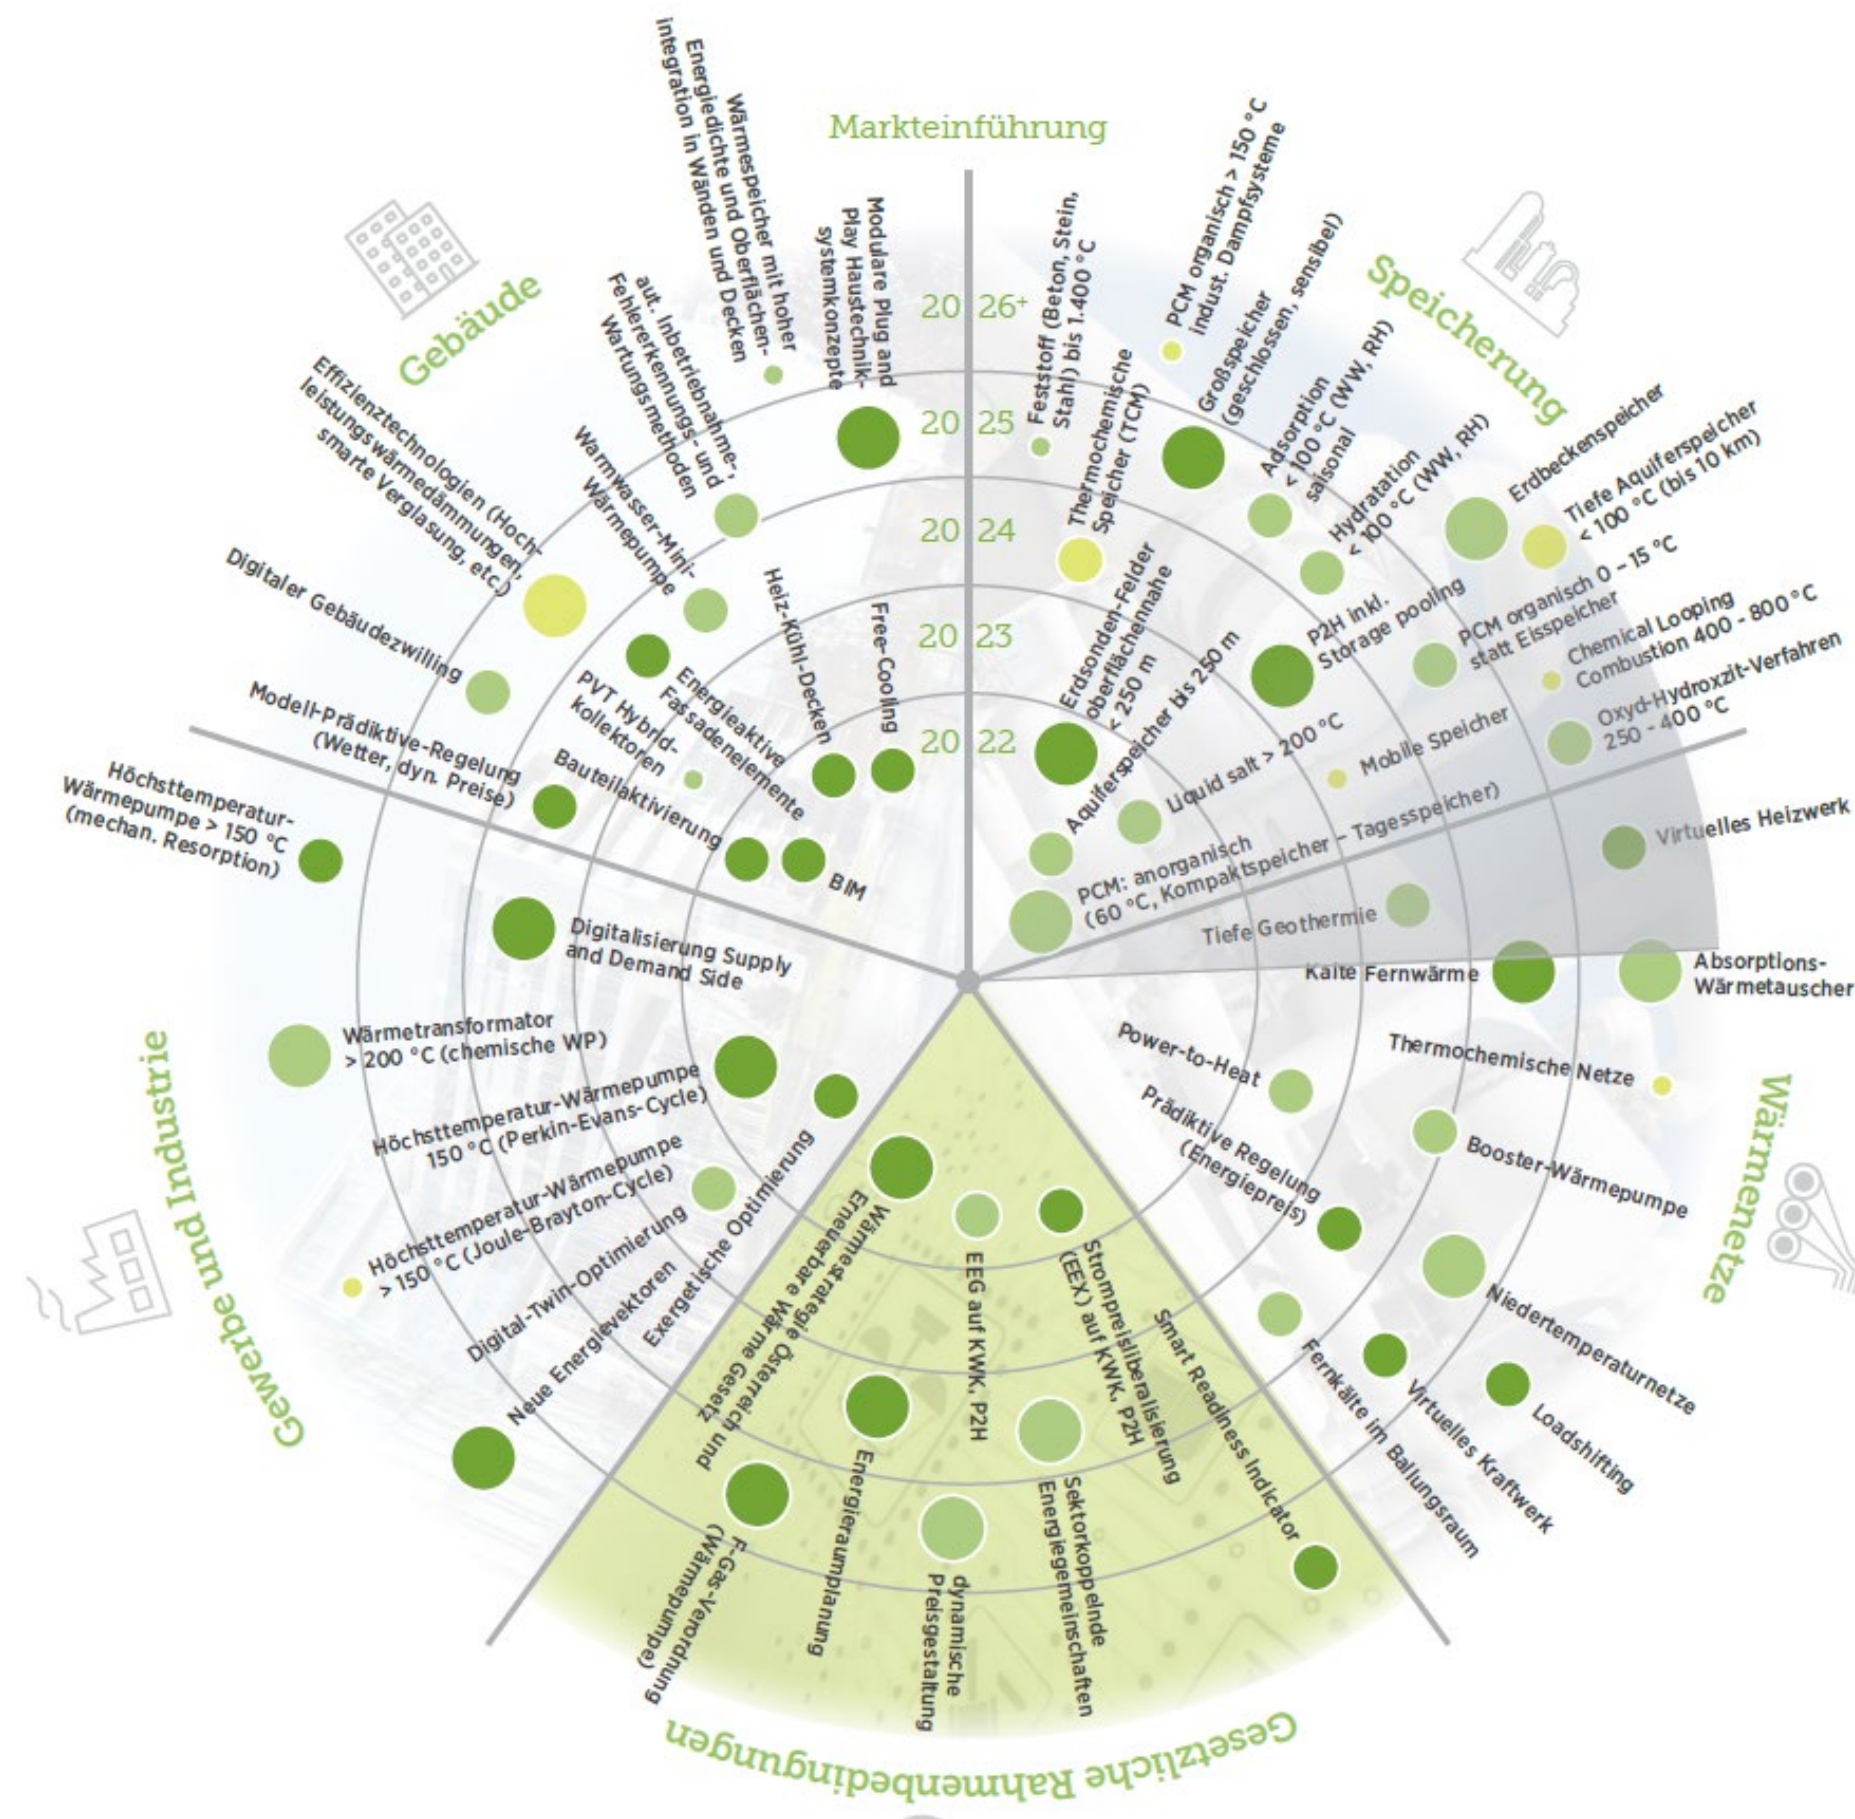 Markteinführung
20 26+
20 25
20 24
20 23
20 22
Gebäude
Wärmespeicher mit hoher
Energiedichte und Oberflächen-
integration in Wänden und Decken
Modulare Plug and
Play Haustechnik-
systemkonzepte
aut. Inbetriebnahme-,
Fehlererkennungs- und
Wartungsmethoden
Warmwasser-Mini-
Wärmepumpe
Effizienztechnologien (Hoch-
leistungswärmedämmungen,
smarte Verglasung, etc.)
Digitaler Gebäudezwilling
Modell-Prädiktive-Regelung
(Wetter, dyn. Preise)
PVT Hybrid-
kollektoren
Energieaktive
Fassadenelemente
Heiz-Kühl-Decken
Free-Cooling
Bauteilaktivierung
BIM
Speicherung
Feststoff (Beton, Stein,
Stahl) bis 1.400 °C
PCM organisch > 150 °C
indust. Dampfsysteme
Thermochemische
Speicher (TCM)
Großspeicher
(geschlossen, sensibel)
Adsorption
< 100 °C (WW, RH)
saisonal
Hydratation
< 100 °C (WW, RH)
Erdbeckenspeicher
Tiefe Aquiferspeicher
< 100 °C (bis 10 km)
Erdsonden-Felder
oberflächennahe
< 250 m
Aquiferspeicher bis 250 m
P2H inkl.
Storage pooling
PCM organisch 0 – 15 °C
statt Eisspeicher
Chemical Looping
Combustion 400 - 800 °C
Oxyd-Hydroxzit-Verfahren
250 - 400 °C
Liquid salt > 200 °C
Mobile Speicher
PCM: anorganisch
(60 °C, Kompaktspeicher – Tagesspeicher)
Wärmenetze
Virtuelles Heizwerk
Tiefe Geothermie
Kalte Fernwärme
Absorptions-
Wärmetauscher
Power-to-Heat
Thermochemische Netze
Prädiktive Regelung
(Energiepreis)
Booster-Wärmepumpe
Niedertemperaturnetze
Loadshifting
Virtuelles Kraftwerk
Fernkälte im Ballungsraum
Gesetzliche Rahmenbedingungen
Smart Readiness Indicator
Strompreisliberalisierung
(EEX) auf KWK, P2H
EEG auf KWK, P2H
Wärmestrategie Österreich und
Erneuerbare Wärme Gesetz
Sektorkoppelnde
Energiegemeinschaften
dynamische
Preisgestaltung
Energieraumplanung
F-Gas-Verordnung
(Wärmepumpe)
Gewerbe und Industrie
Höchsttemperatur-
Wärmepumpe > 150 °C
(mechan. Resorption)
Digitalisierung Supply
and Demand Side
Wärmetransformator
> 200 °C (chemische WP)
Höchsttemperatur-Wärmepumpe
150 °C (Perkin-Evans-Cycle)
Höchsttemperatur-Wärmepumpe
> 150 °C (Joule-Brayton-Cycle)
Digital-Twin-Optimierung
Neue Energievektoren
Exergetische Optimierung